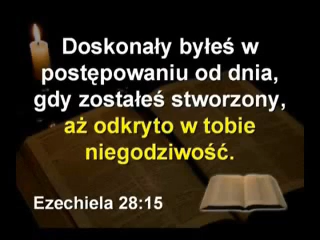 Doskonały byłeś w
postępowaniu od dnia,
gdy zostałeś stworzony,
aż odkryto w tobie
niegodziwość.
Ezechiela 28:15